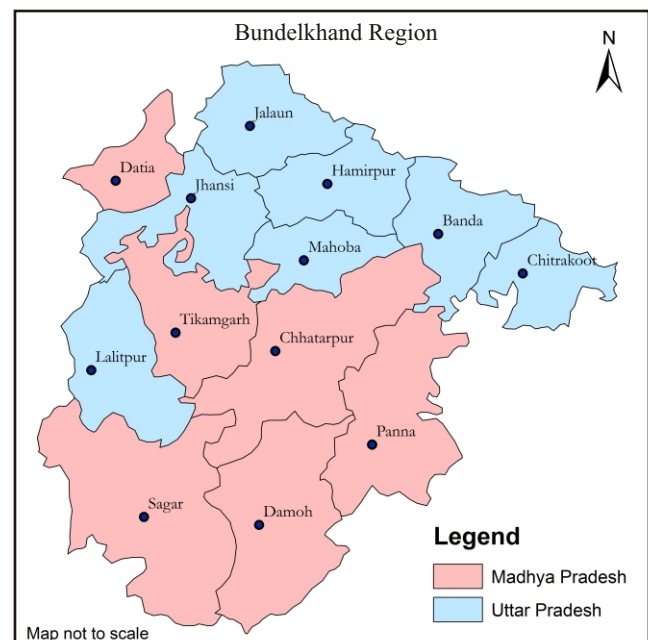 Bundelkhand Region
N
Jalaun
Datia
Hamirpur
Jhansi
Banda
Mahoba
Chitrakoot
Tikamgarh
Chhatarpur
Lalitpur
Panna
Sagar
Damoh
Legend
Madhya Pradesh
Uttar Pradesh
Map not to scale